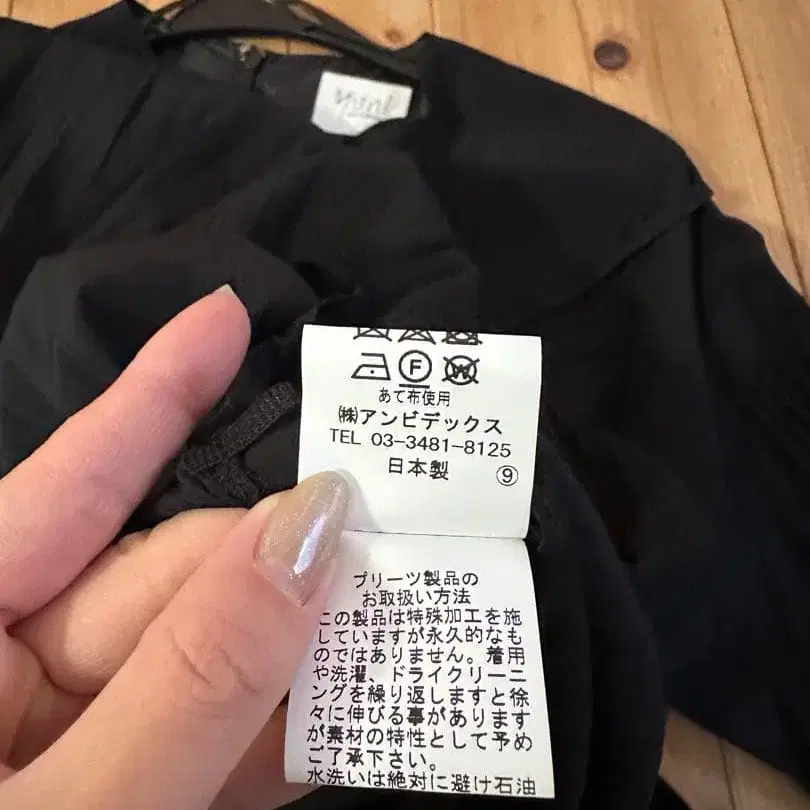 mint
F W
あて布使用
㈱アンビデックス
TEL 03-3481-8125
日本製 ⑨
プリーツ製品の
お取扱い方法
この製品は特殊加工を施
していますが永久的なも
のではありません。着用
や洗濯、ドライクリーニ
ングを繰り返しますと徐
々に伸びる事があります
が素材の特性として予め
ご了承下さい。
水洗いは絶対に避け石油